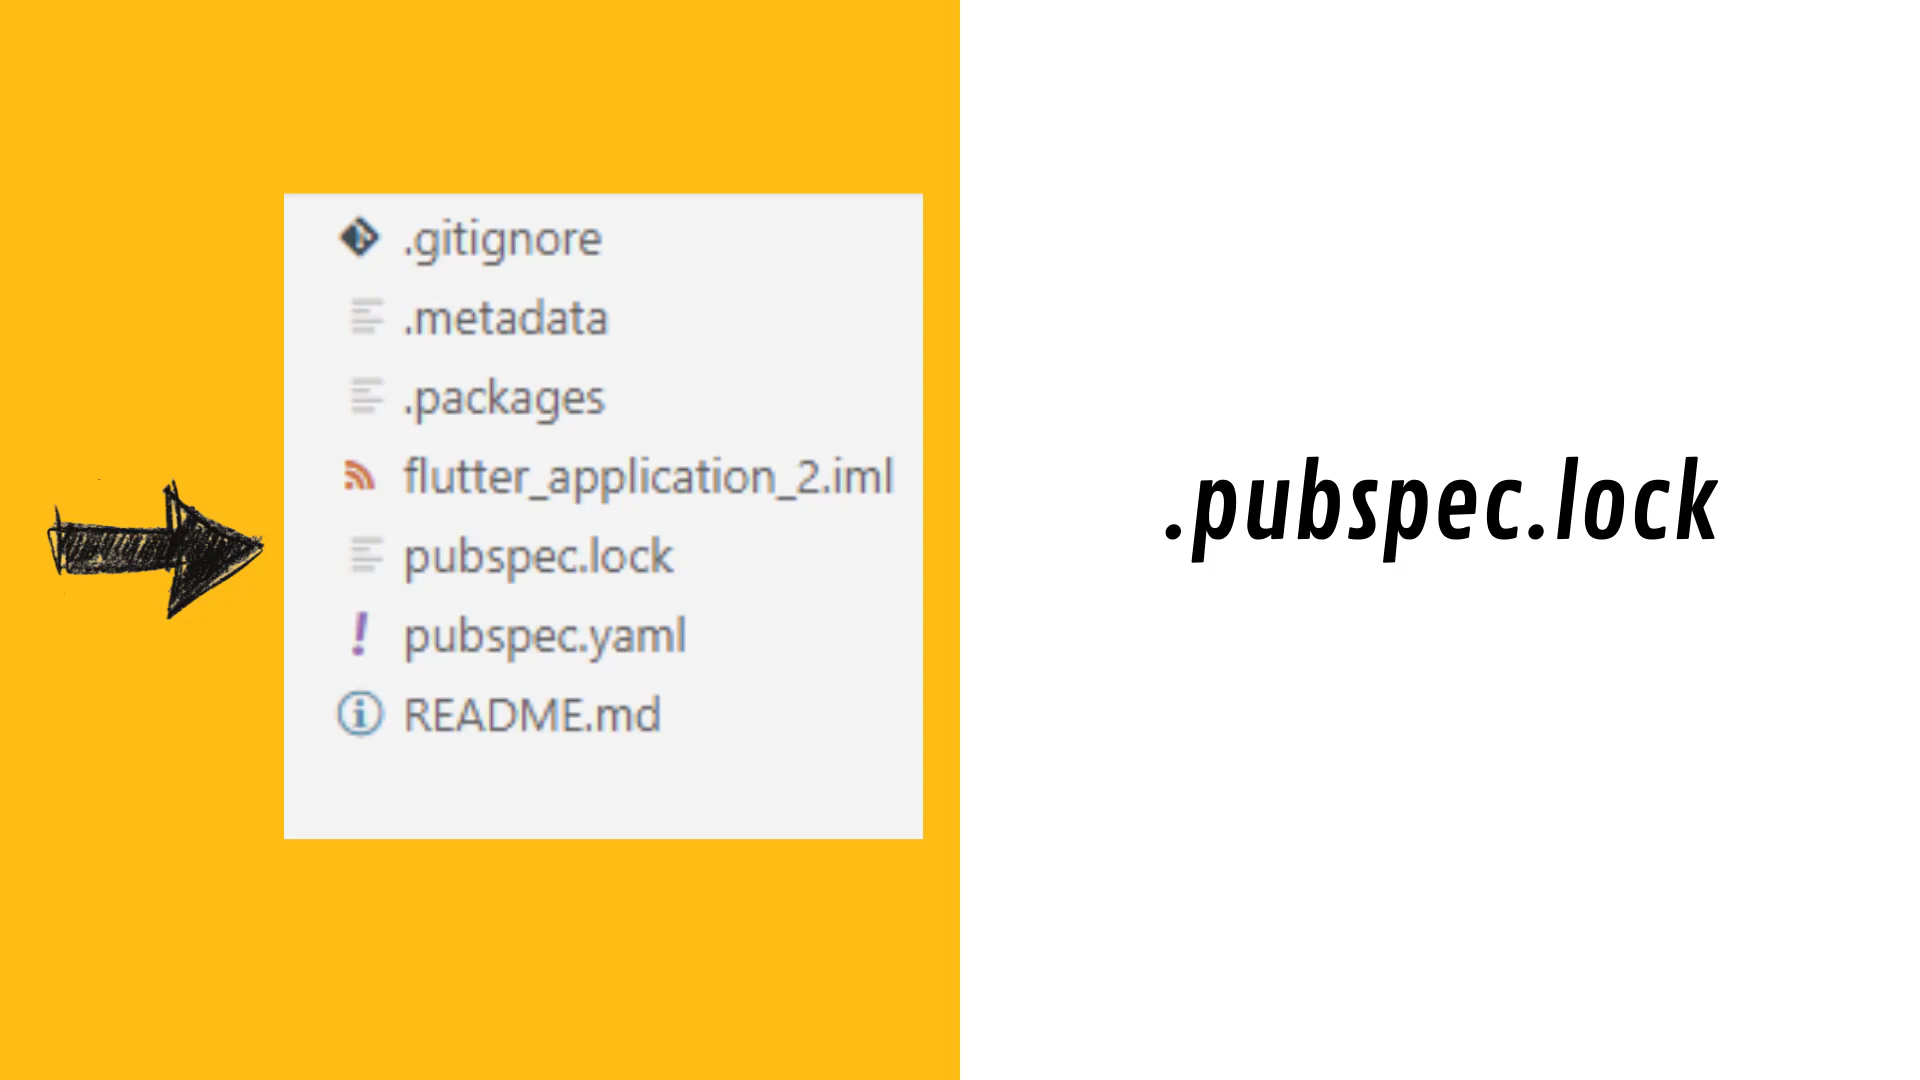 .gitignore
.metadata
.packages
flutter_application_2.iml
pubspec.lock
pubspec.yaml
README.md
.pubspec.lock